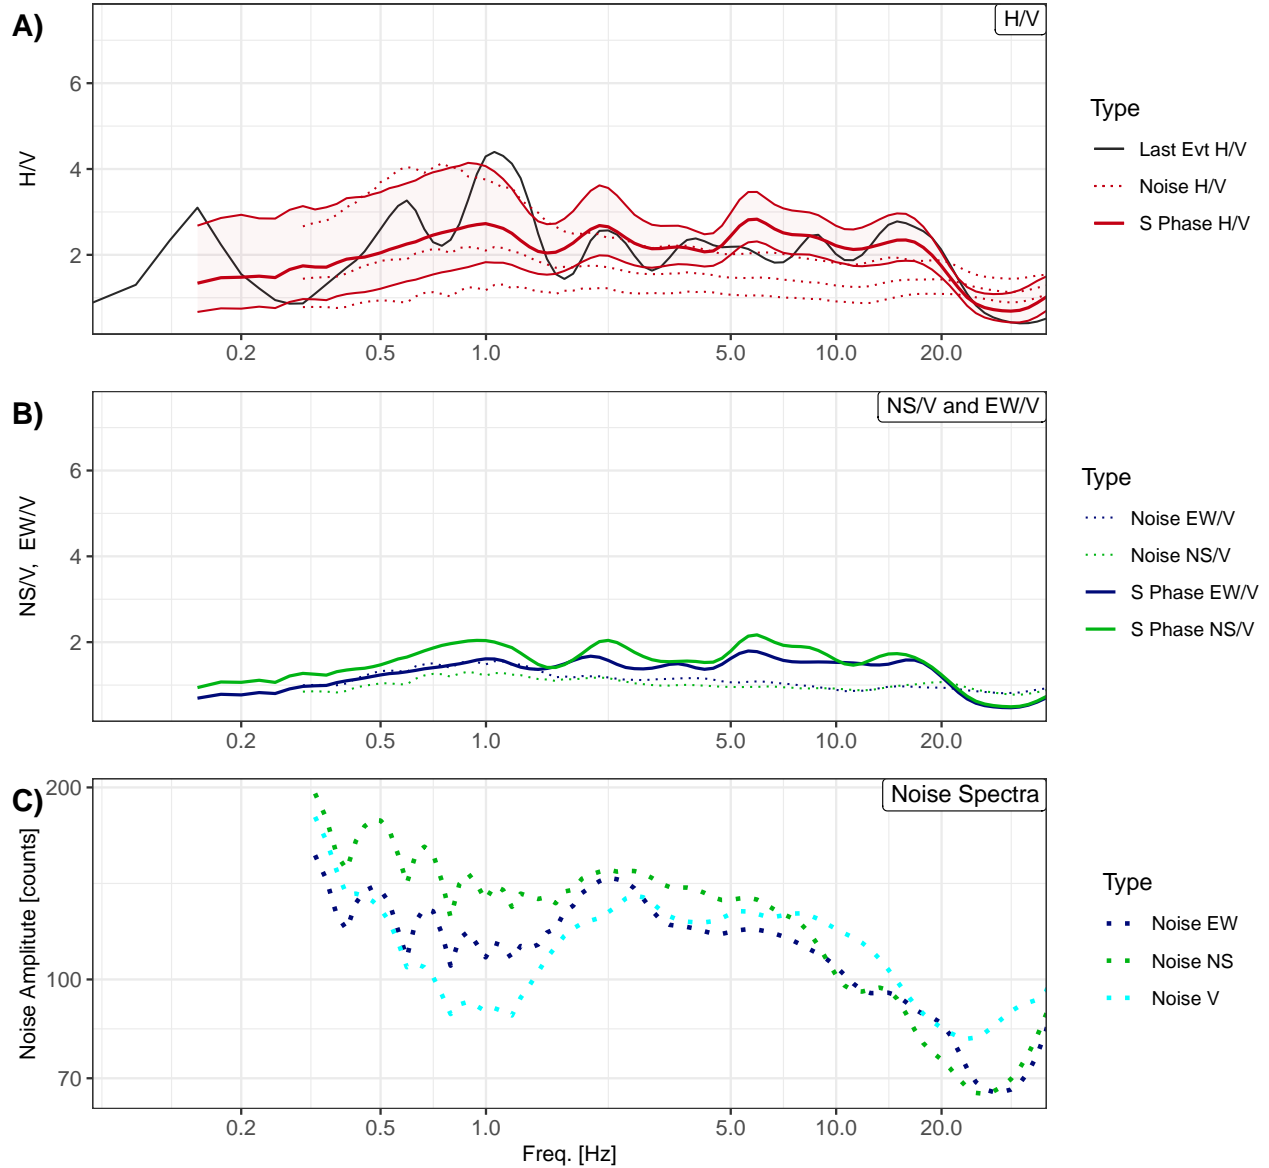 A)
H/V
6
4
2
H/V
0.2 0.5 1.0 5.0 10.0 20.0
Type
Last Evt H/V
Noise H/V
S Phase H/V
B)
NS/V and EW/V
6
4
2
NS/V, EW/V
0.2 0.5 1.0 5.0 10.0 20.0
Type
Noise EW/V
Noise NS/V
S Phase EW/V
S Phase NS/V
C)
Noise Spectra
200
100
70
Noise Amplitute [counts]
0.2 0.5 1.0 5.0 10.0 20.0
Freq. [Hz]
Type
Noise EW
Noise NS
Noise V